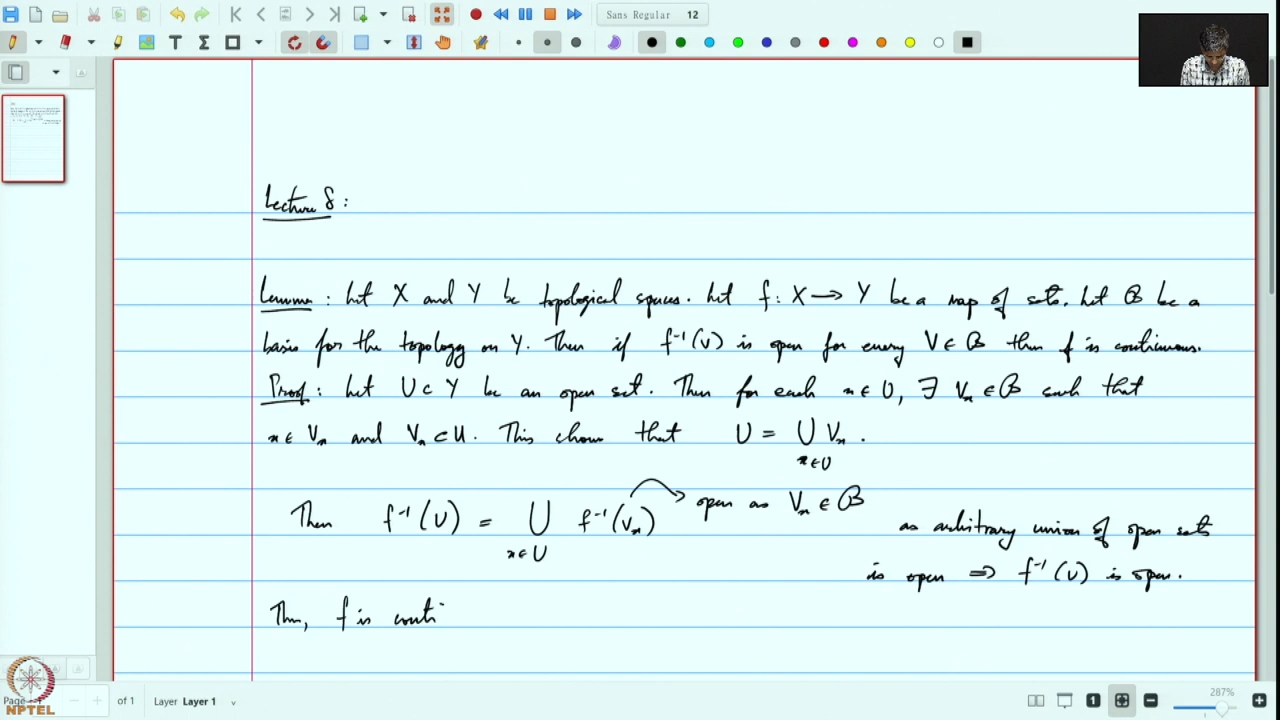 Sans Regular 12
Lecture 8:
Lemma: Let X and Y be topological spaces. Let f: X → Y be a map of sets. Let ℬ be a
basis for the topology on Y. Then if f⁻¹(V) is open for every V ∈ ℬ then f is continuous.
Proof: Let U ⊂ Y be an open set. Then for each x ∈ U, ∃ Vₓ ∈ ℬ such that
x ∈ Vₓ and Vₓ ⊂ U. This shows that U = ⋃ Vₓ.
x ∈ U
Then f⁻¹(U) = ⋃ f⁻¹(Vₓ) → open as Vₓ ∈ ℬ
x ∈ U
as arbitrary union of open sets
is open ⇒ f⁻¹(U) is open.
Thus, f is conti
NPTEL
Page
of 1
Layer Layer 1
287%